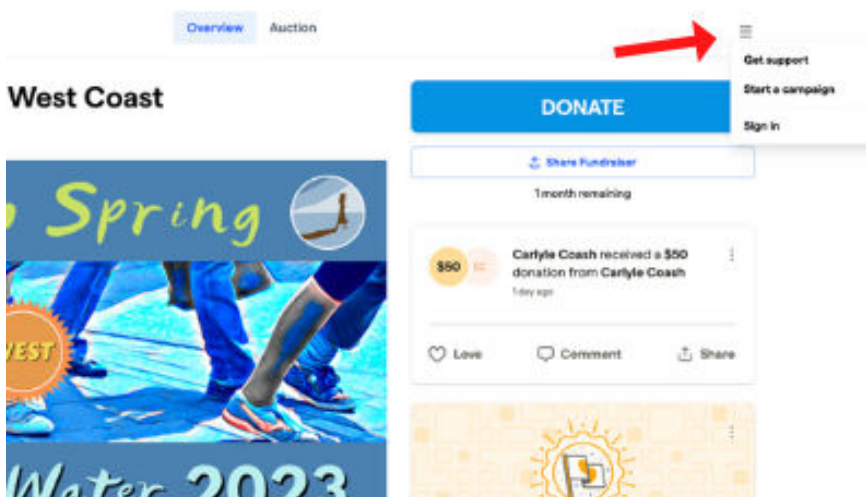 Overview Auction
Get support
Start a campaign
Sign in
West Coast
DONATE
Share Fundraiser
1 month remaining
Spring
$50
Carlyle Coash received a $50
donation from Carlyle Coash
1 day ago
Love Comment Share
WEST
Water 2023